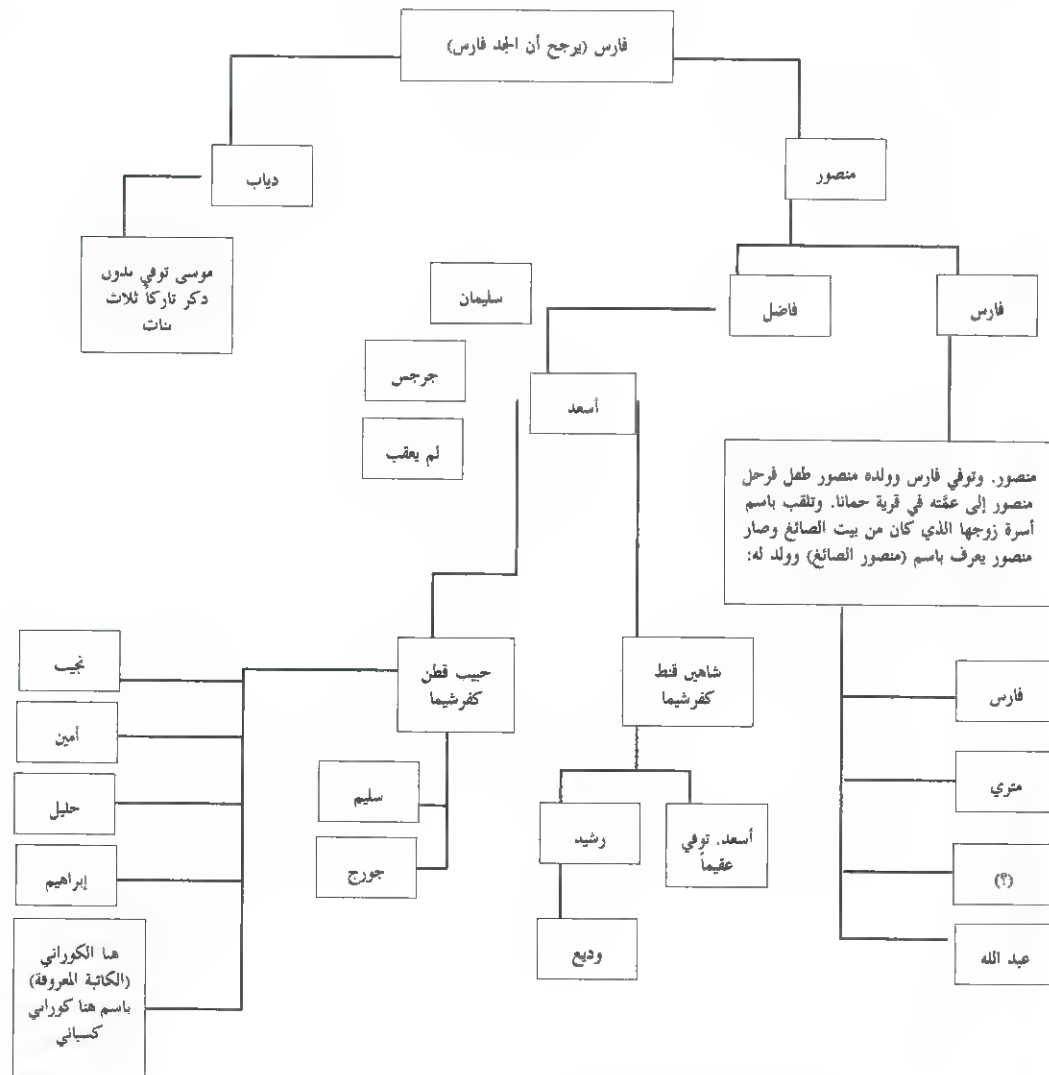 فارس (يرجح أن الجد فارس)
منصور
دياب
موسى توفي بدون
ذكر تاركاً ثلاث
بنات
فارس
فاضل
سليمان
أسعد
جرجس
لم يعقب
منصور. وتوفي فارس وولده منصور طفل فرحل
منصور إلى عمَّته في قرية حمانا. وتلقب باسم
أسرة زوجها الذي كان من بيت الصائغ وصار
منصور يعرف باسم (منصور الصائغ) وولد له:
شاهين قنط
كفرشيما
حبيب قطن
كفرشيما
نجيب
أمين
خليل
إبراهيم
هنا الكوراني
(الكاتبة المعروفة)
باسم هنا كوراني
كسباني
سليم
جورج
رشيد
أسعد. توفي
عقيماً
وديع
فارس
متري
(؟)
عبد الله